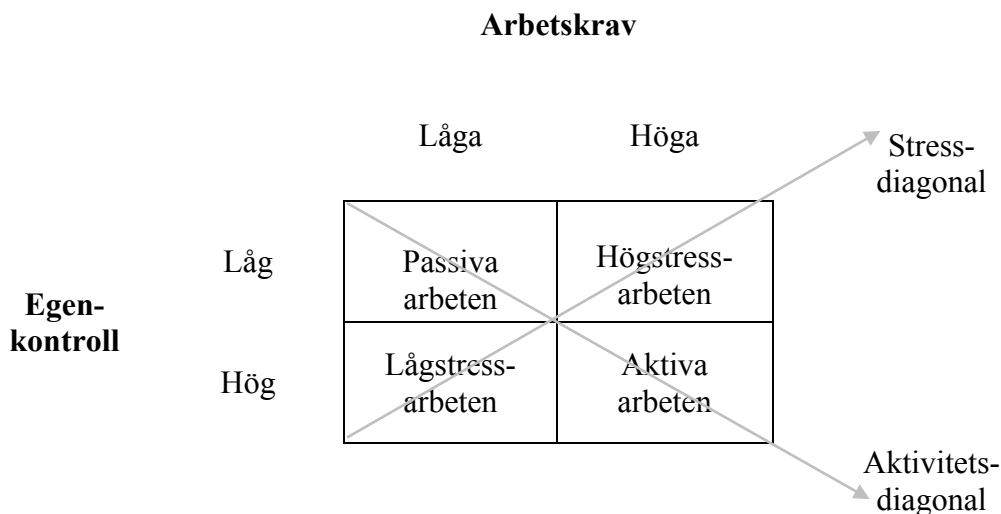 Arbetskrav
Låga
Höga
Stress-
diagonal
Låg
Passiva
arbeten
Högstress-
arbeten
Egen-
kontroll
Hög
Lågstress-
arbeten
Aktiva
arbeten
Aktivitets-
diagonal